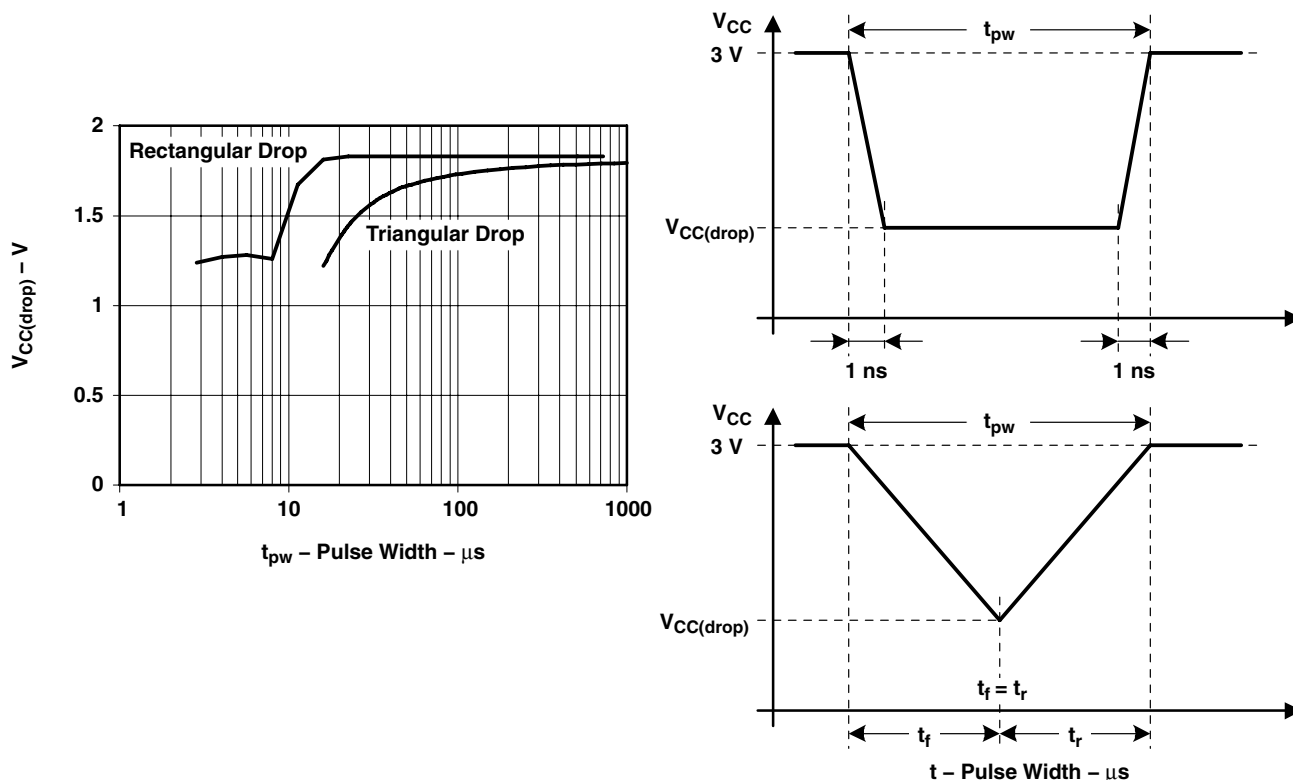 2
1.5
1
0.5
0
VCC(drop) – V
Rectangular Drop
Triangular Drop
1
10
100
1000
tpw – Pulse Width – μs
VCC
3 V
tpw
VCC(drop)
1 ns
1 ns
VCC
3 V
tpw
VCC(drop)
tf = tr
tf
tr
t – Pulse Width – μs